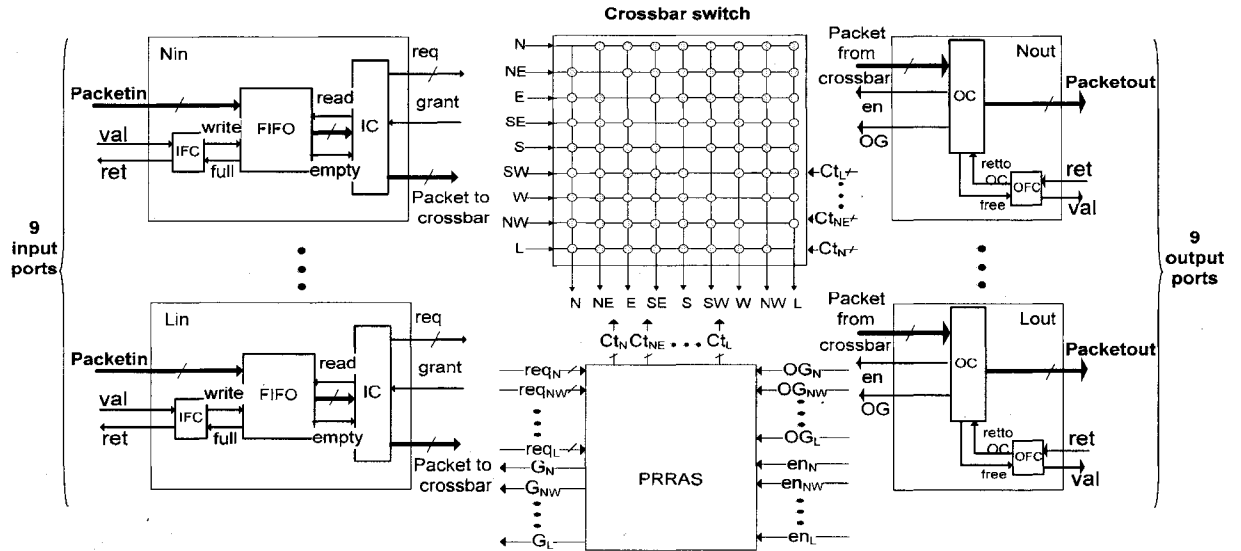 Crossbar switch
Nin
req
Packetin
read
grant
val
write
FIFO
IC
IFC
ret
full
empty
Packet to
crossbar
9
input
ports
Lin
req
Packetin
read
grant
val
write
FIFO
IC
IFC
ret
full
empty
Packet to
crossbar
N
NE
E
SE
S
SW
W
NW
L
CtL
CtNE
CtN
N NE E SE S SW W NW L
CtN CtNE CtL
reqN
reqNW
reqL
GN
GNW
GL
PRRAS
OGN
OGNW
OGL
enN
enNW
enL
Packet
from
crossbar
Nout
Packetout
en
OC
OG
retto
OC
OFC
ret
free
val
9
output
ports
Packet
from
crossbar
Lout
Packetout
en
OC
OG
retto
OC
OFC
ret
free
val